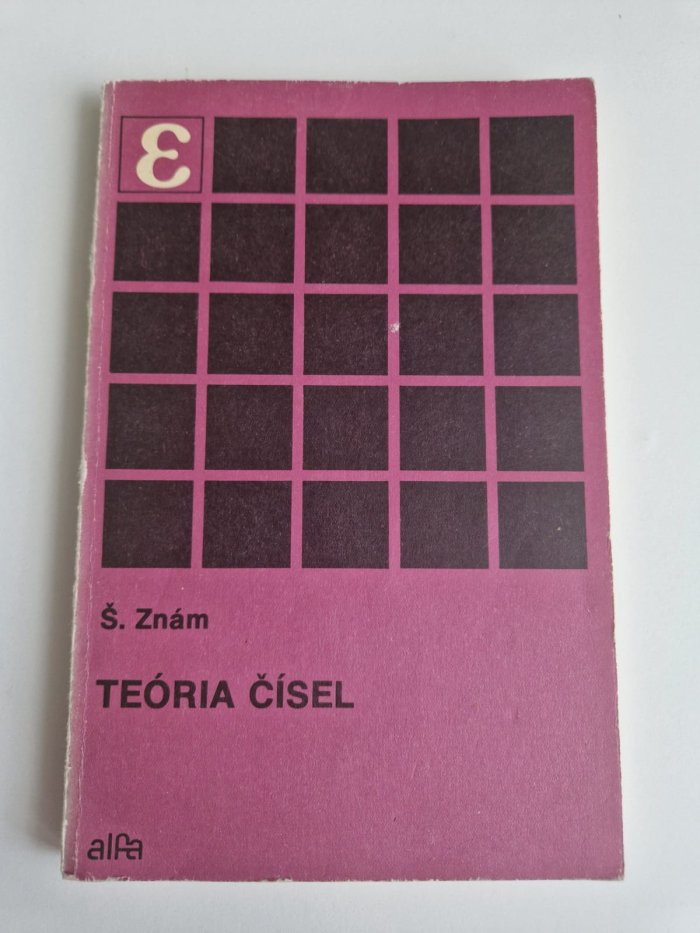 ε
Š. Znám
TEÓRIA ČÍSEL
alfa